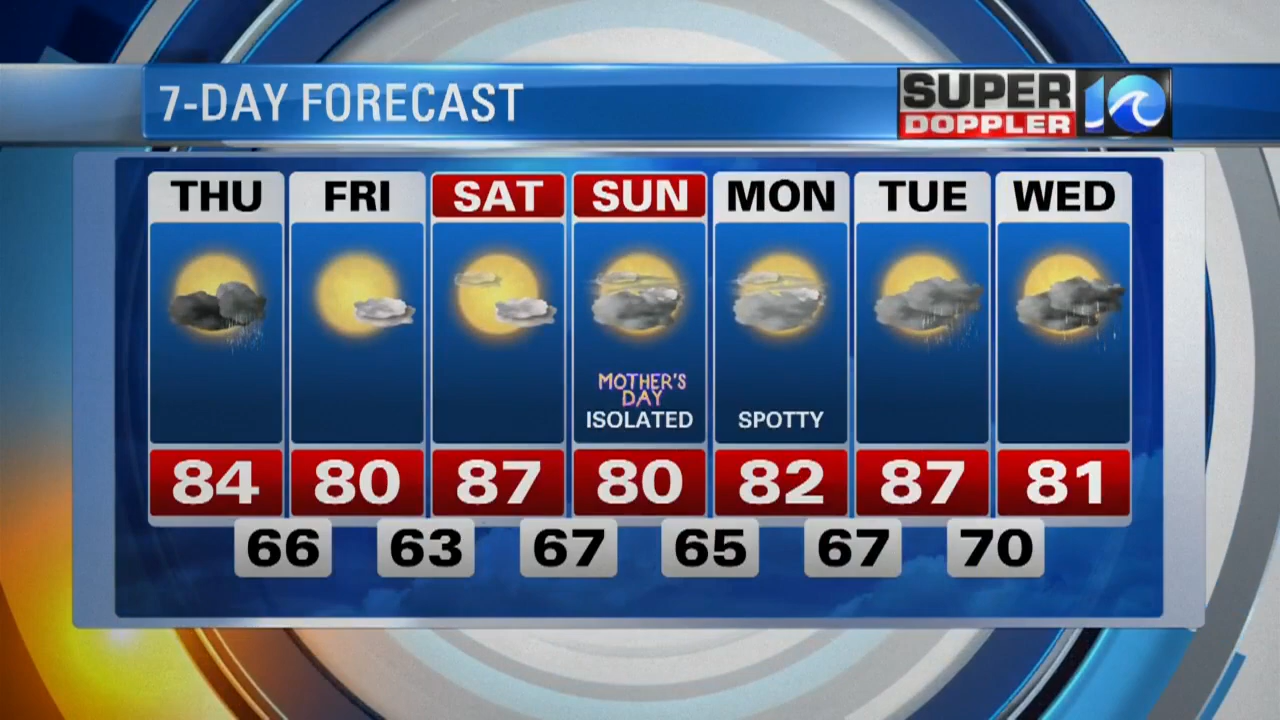 7-DAY FORECAST
SUPER
DOPPLER
10
THU FRI SAT SUN MON TUE WED
MOTHER'S
DAY
ISOLATED SPOTTY
84 80 87 80 82 87 81
66 63 67 65 67 70